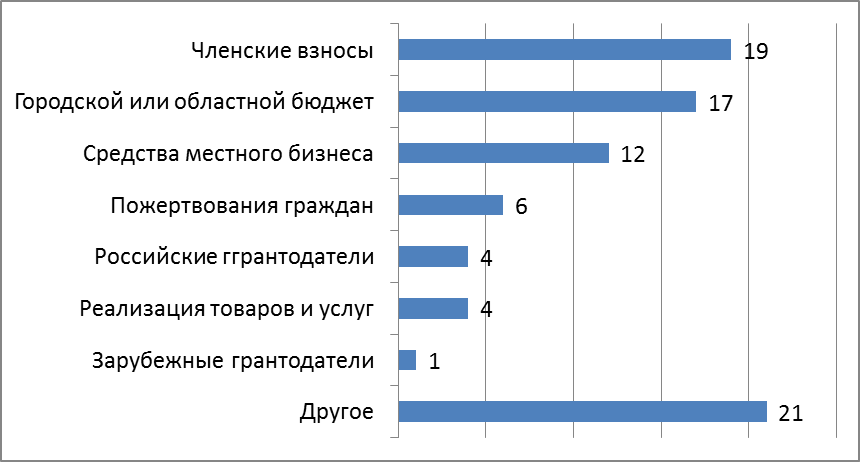 Членские взносы 19
Городской или областной бюджет 17
Средства местного бизнеса 12
Пожертвования граждан 6
Российские ггрантодатели 4
Реализация товаров и услуг 4
Зарубежные грантодатели 1
Другое 21